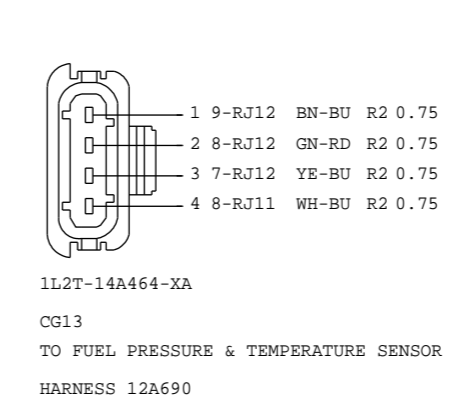 1 9-RJ12 BN-BU R2 0.75
2 8-RJ12 GN-RD R2 0.75
3 7-RJ12 YE-BU R2 0.75
4 8-RJ11 WH-BU R2 0.75
1L2T-14A464-XA
CG13
TO FUEL PRESSURE & TEMPERATURE SENSOR
HARNESS 12A690